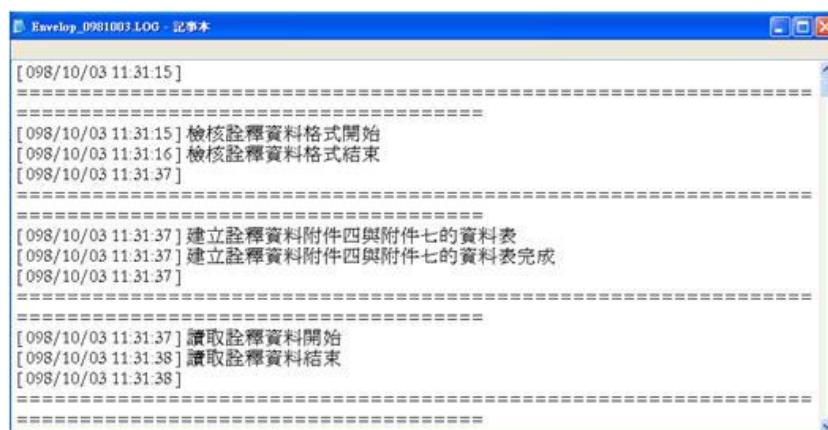 Envelop_0981003.LOG - 記事本
[ 098/10/03 11:31:15 ]
===============================================================
=====================================
[ 098/10/03 11:31:15 ] 檢核詮釋資料格式開始
[ 098/10/03 11:31:16 ] 檢核詮釋資料格式結束
[ 098/10/03 11:31:37 ]
===============================================================
=====================================
[ 098/10/03 11:31:37 ] 建立詮釋資料附件四與附件七的資料表
[ 098/10/03 11:31:37 ] 建立詮釋資料附件四與附件七的資料表完成
[ 098/10/03 11:31:37 ]
===============================================================
=====================================
[ 098/10/03 11:31:37 ] 讀取詮釋資料開始
[ 098/10/03 11:31:38 ] 讀取詮釋資料結束
[ 098/10/03 11:31:38 ]
===============================================================
=====================================